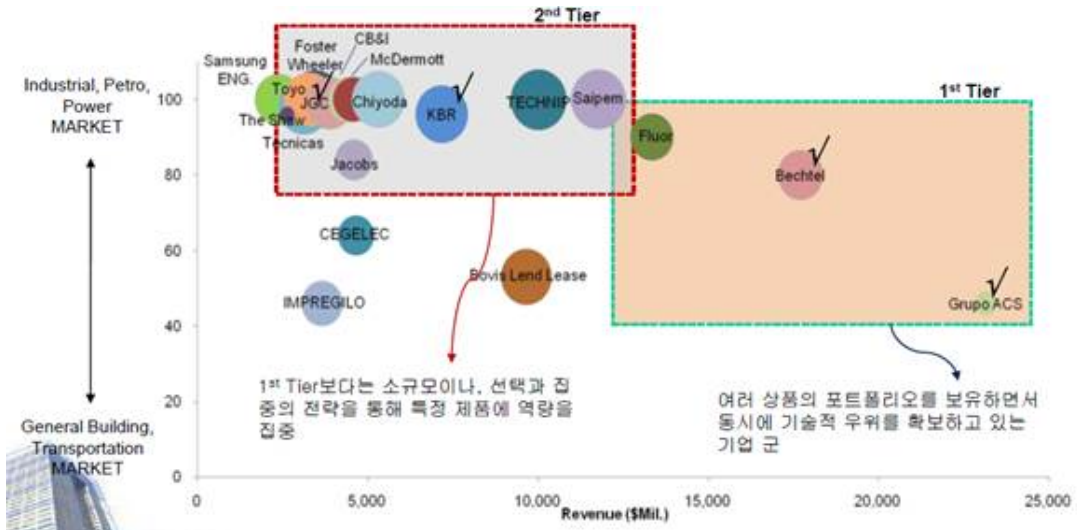 2nd Tier
1st Tier
Industrial, Petro,
Power
MARKET
General Building,
Transportation
MARKET
100
80
60
40
20
0
Samsung
ENG.
Foster
Wheeler
CB&I
McDermott
Toyo
JGC
Chiyoda
The Shaw
Tecnicas
KBR
TECHNIP
Saipem
Fluor
Jacobs
Bechtel
CEGELEC
Bovis Lend Lease
IMPREGILO
Grupo ACS
√
√
√
√
1st Tier보다는 소규모이나, 선택과 집
중의 전략을 통해 특정 제품에 역량을
집중
여러 상품의 포트폴리오를 보유하면서
동시에 기술적 우위를 확보하고 있는
기업 군
0
5,000
10,000
15,000
20,000
25,000
Revenue ($Mil.)